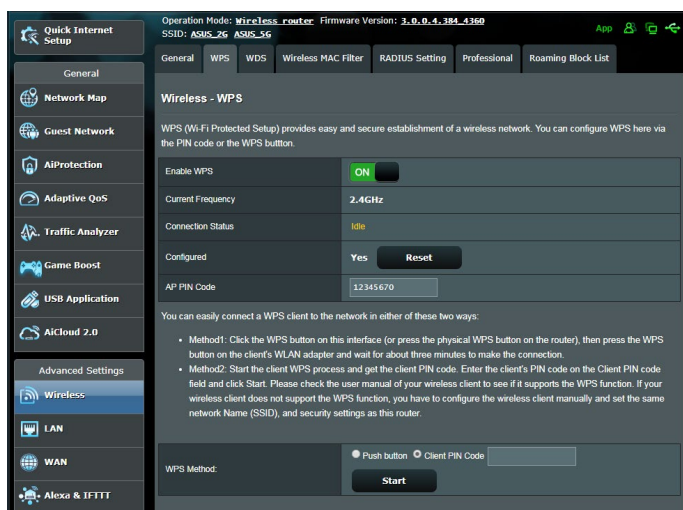 Quick Internet
Setup
General
Network Map
Guest Network
AiProtection
Adaptive QoS
Traffic Analyzer
Game Boost
USB Application
AiCloud 2.0
Advanced Settings
Wireless
LAN
WAN
Alexa & IFTTT
Operation Mode: Wireless router Firmware Version: 3.0.0.4.384_4360
SSID: ASUS_2G ASUS_5G
App
General WPS WDS Wireless MAC Filter RADIUS Setting Professional Roaming Block List
Wireless - WPS
WPS (Wi-Fi Protected Setup) provides easy and secure establishment of a wireless network. You can configure WPS here via
the PIN code or the WPS buttton.
Enable WPS ON
Current Frequency 2.4GHz
Connection Status Idle
Configured Yes Reset
AP PIN Code 12345670
You can easily connect a WPS client to the network in either of these two ways:
• Method1: Click the WPS button on this interface (or press the physical WPS button on the router), then press the WPS
button on the client's WLAN adapter and wait for about three minutes to make the connection.
• Method2: Start the client WPS process and get the client PIN code. Enter the client's PIN code on the Client PIN code
field and click Start. Please check the user manual of your wireless client to see if it supports the WPS function. If your
wireless client does not support the WPS function, you have to configure the wireless client manually and set the same
network Name (SSID), and security settings as this router.
WPS Method: Push button Client PIN Code
Start